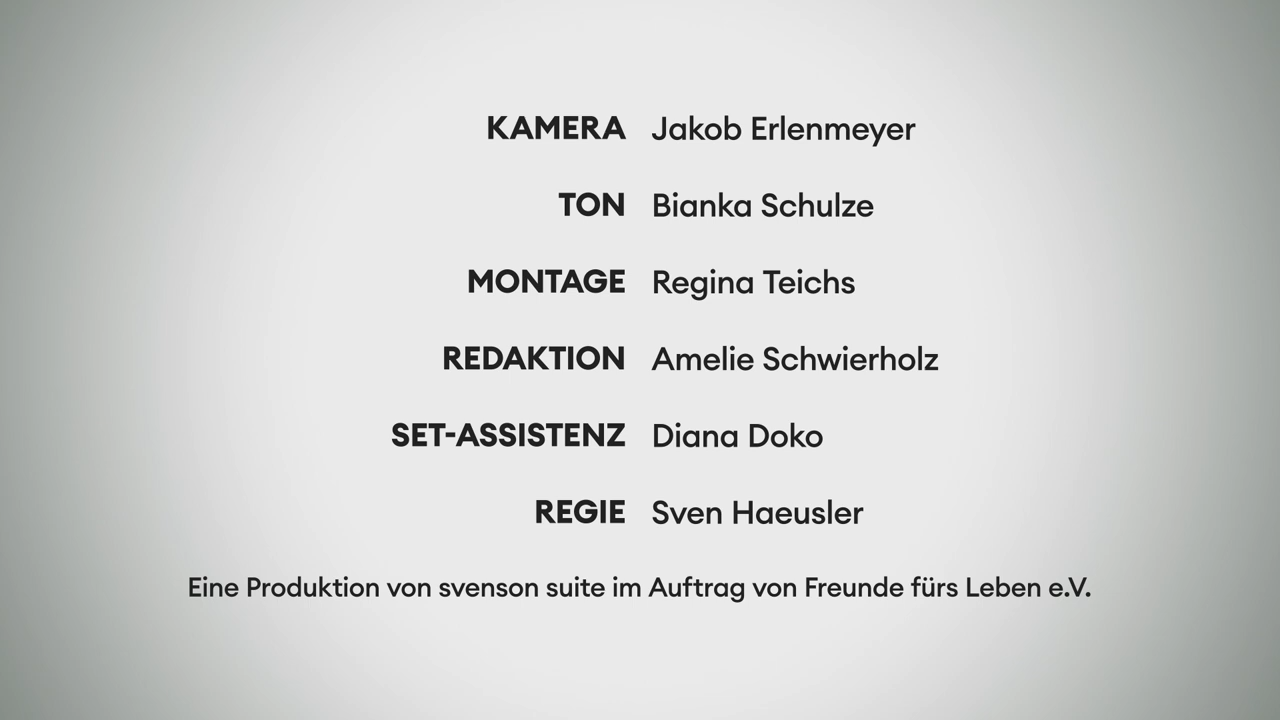 KAMERA Jakob Erlenmeyer
TON Bianka Schulze
MONTAGE Regina Teichs
REDAKTION Amelie Schwierholz
SET-ASSISTENZ Diana Doko
REGIE Sven Haeusler
Eine Produktion von svenson suite im Auftrag von Freunde fürs Leben e.V.